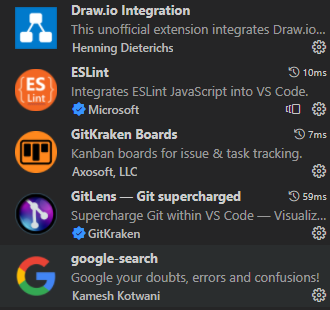 Draw.io Integration
This unofficial extension integrates Draw.io...
Henning Dieterichs
ES
Lint
ESLint
10ms
Integrates ESLint JavaScript into VS Code.
Microsoft
GitKraken Boards
7ms
Kanban boards for issue & task tracking.
Axosoft, LLC
GitLens — Git supercharged
59ms
Supercharge Git within VS Code — Visualiz...
GitKraken
google-search
Google your doubts, errors and confusions!
Kamesh Kotwani